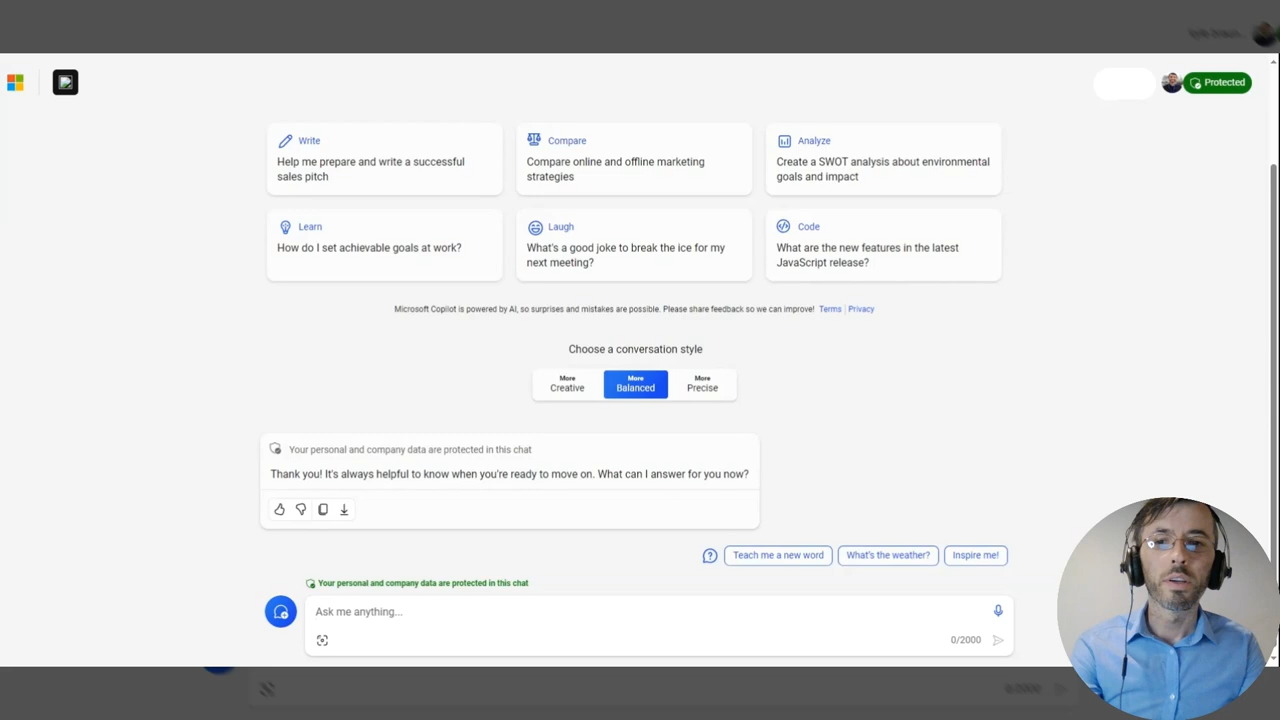 Protected
Write
Help me prepare and write a successful
sales pitch
Compare
Compare online and offline marketing
strategies
Analyze
Create a SWOT analysis about environmental
goals and impact
Learn
How do I set achievable goals at work?
Laugh
What's a good joke to break the ice for my
next meeting?
Code
What are the new features in the latest
JavaScript release?
Microsoft Copilot is powered by AI, so surprises and mistakes are possible. Please share feedback so we can improve! Terms Privacy
Choose a conversation style
More
Creative
More
Balanced
More
Precise
Your personal and company data are protected in this chat
Thank you! It's always helpful to know when you're ready to move on. What can I answer for you now?
Teach me a new word
What's the weather?
Inspire me!
Your personal and company data are protected in this chat
Ask me anything...
0/2000